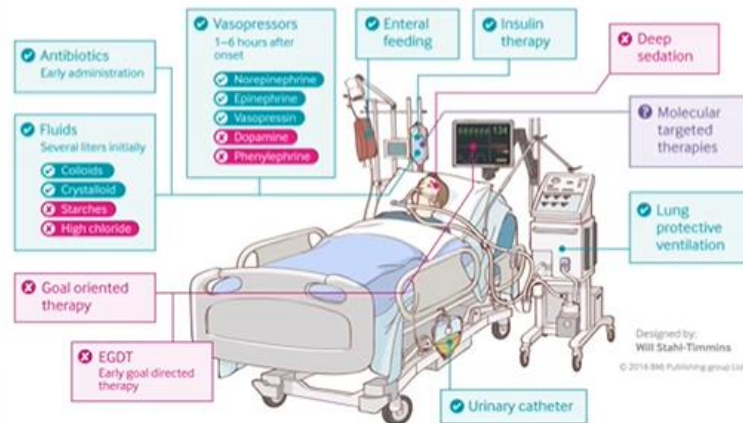 Vasopressors
1–6 hours after
onset
Norepinephrine
Epinephrine
Vasopressin
Dopamine
Phenylephrine
Enteral
feeding
Insulin
therapy
Deep
sedation
Antibiotics
Early administration
Fluids
Several liters initially
Colloids
Crystalloid
Starches
High chloride
Molecular
targeted
therapies
134
Lung
protective
ventilation
Goal oriented
therapy
EGDT
Early goal directed
therapy
Urinary catheter
Designed by:
Will Stahl-Timmins
© 2016 BMJ Publishing group Ltd